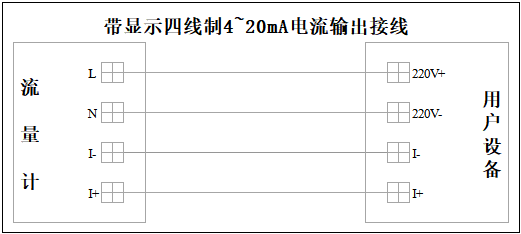 带显示四线制4~20mA电流输出接线
流量计
L
N
I-
I+
220V+
220V-
I-
I+
用户设备